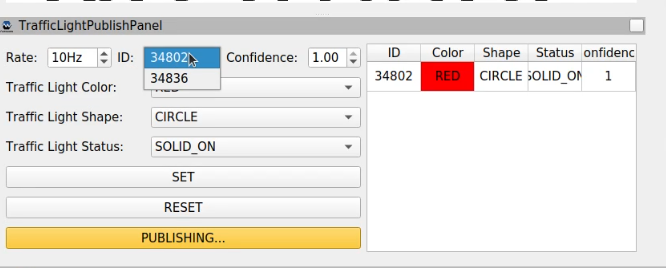 TrafficLightPublishPanel
Rate: 10Hz ID: 34802 Confidence: 1.00
34836
Traffic Light Color:
Traffic Light Shape: CIRCLE
Traffic Light Status: SOLID_ON
SET
RESET
PUBLISHING...
ID Color Shape Status onfidenc
34802 RED CIRCLE SOLID_ON 1